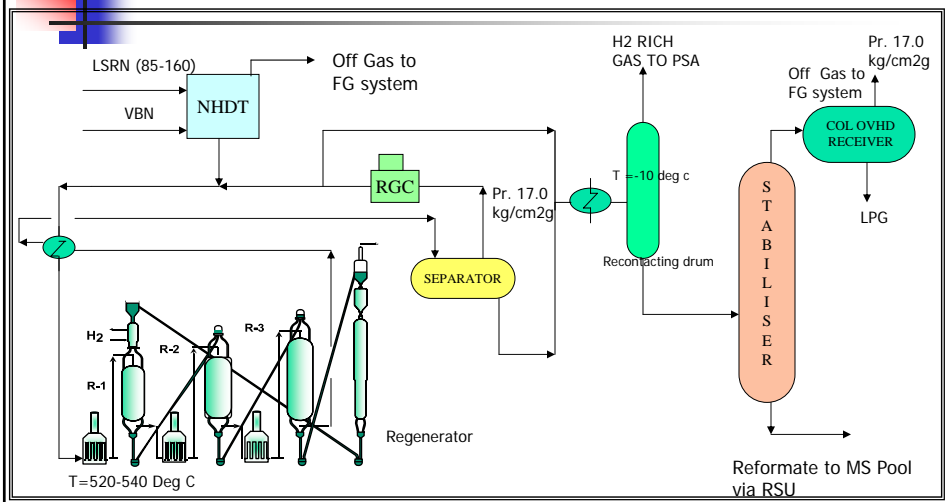 LSRN (85-160)
VBN
NHDT
Off Gas to
FG system
H2 RICH
GAS TO PSA
Pr. 17.0
kg/cm2g
Off  Gas to
FG system
COL OVHD
RECEIVER
LPG
RGC
Pr. 17.0
kg/cm2g
T =-10 deg c
Recontacting drum
SEPARATOR
S
T
A
B
I
L
I
S
E
R
H2
R-1
R-2
R-3
Regenerator
T=520-540 Deg C
Reformate to MS Pool
via RSU